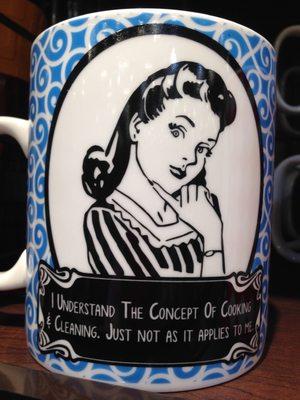 I Understand The Concept Of Cooking
& Cleaning. Just not as it applies to me.